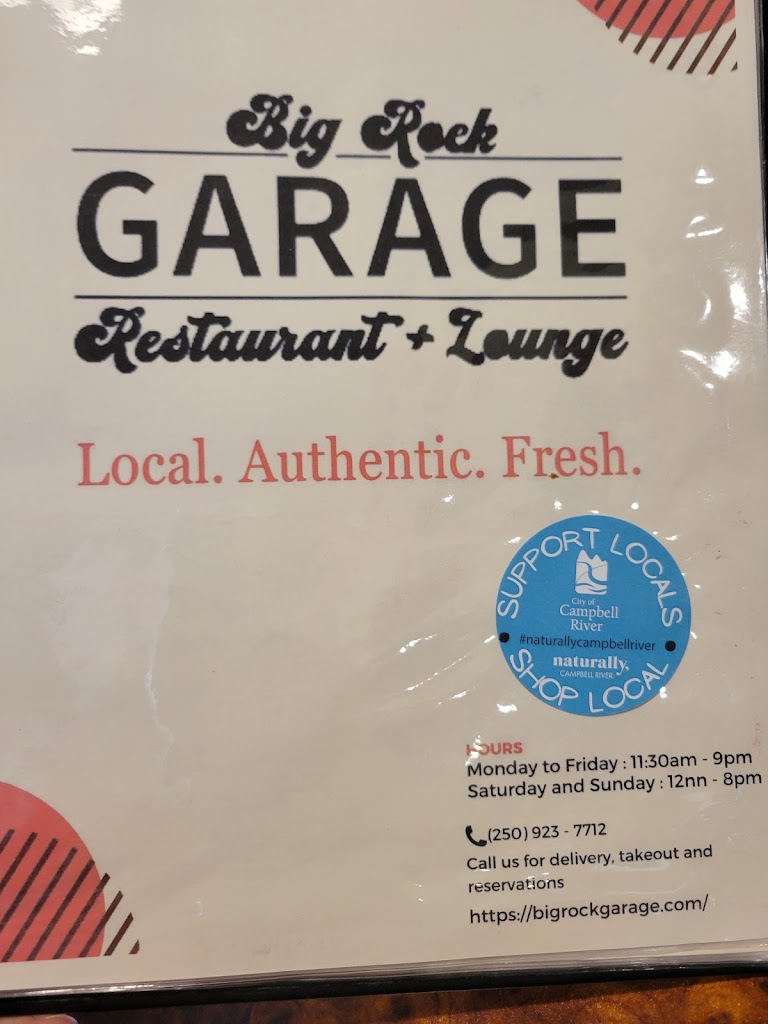 Big Rock
GARAGE
Restaurant + Lounge
Local. Authentic. Fresh.
SUPPORT LOCALS
City of
Campbell
River
#naturallycampbellriver
naturally,
CAMPBELL RIVER.
SHOP LOCAL
HOURS
Monday to Friday : 11:30am - 9pm
Saturday and Sunday : 12nn - 8pm
(250) 923 - 7712
Call us for delivery, takeout and
reservations
https://bigrockgarage.com/